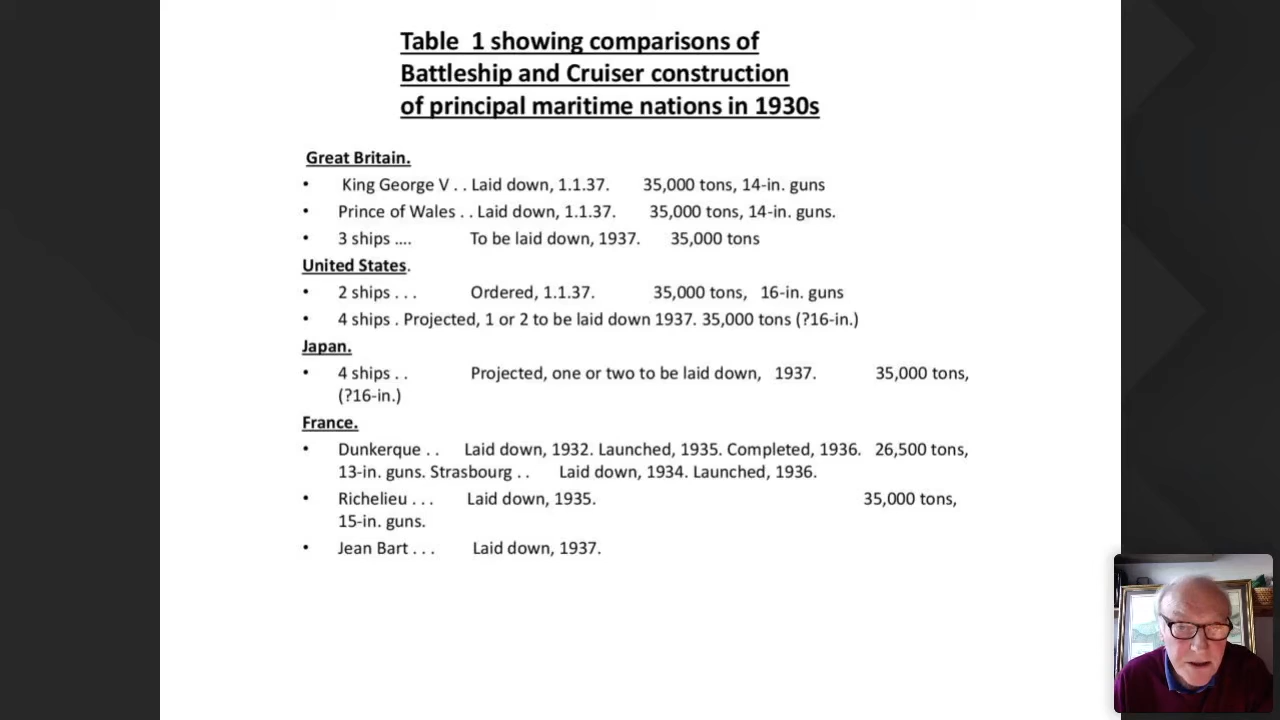 Table  1 showing comparisons of
Battleship and Cruiser construction
of principal maritime nations in 1930s
Great Britain.
• King George V . . Laid down, 1.1.37. 35,000 tons, 14-in. guns
• Prince of Wales . . Laid down, 1.1.37. 35,000 tons, 14-in. guns.
• 3 ships .... To be laid down, 1937. 35,000 tons
United States.
• 2 ships . . . Ordered, 1.1.37. 35,000 tons, 16-in. guns
• 4 ships . Projected, 1 or 2 to be laid down 1937. 35,000 tons (?16-in.)
Japan.
• 4 ships . . Projected, one or two to be laid down, 1937. 35,000 tons,
(?16-in.)
France.
• Dunkerque . . Laid down, 1932. Launched, 1935. Completed, 1936. 26,500 tons,
13-in. guns. Strasbourg . . Laid down, 1934. Launched, 1936.
• Richelieu . . . Laid down, 1935. 35,000 tons,
15-in. guns.
• Jean Bart . . . Laid down, 1937.